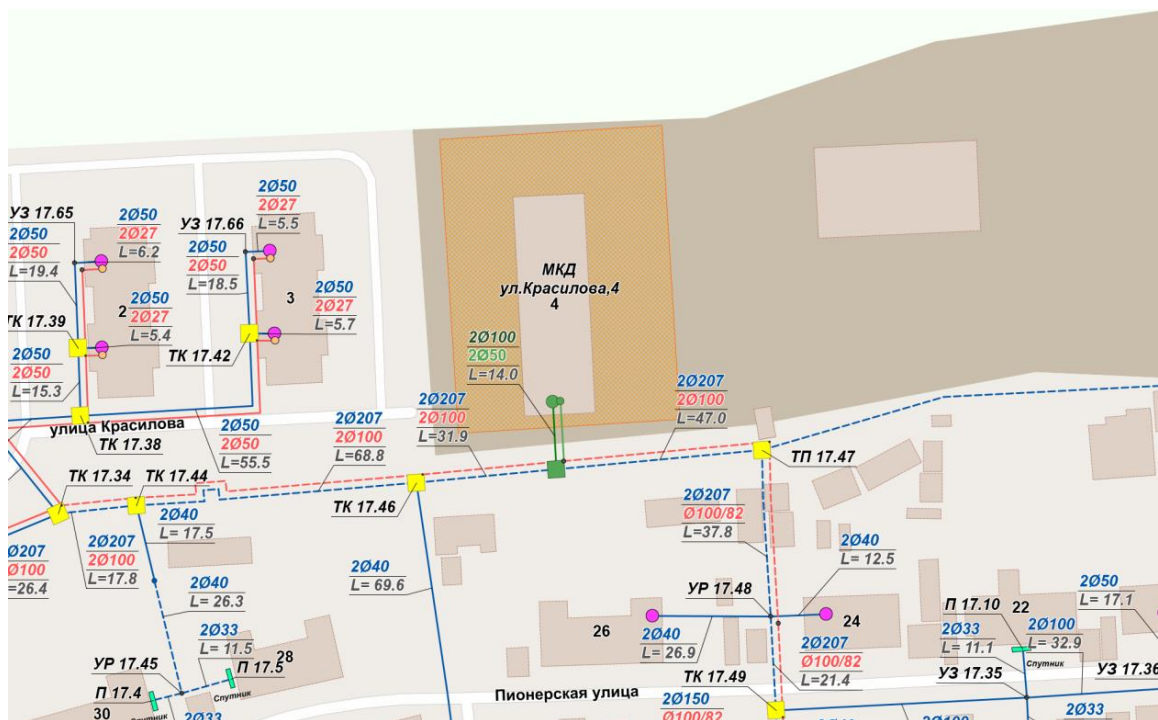 2Ø50
2Ø27
L=5.5
УЗ 17.65
2Ø50
2Ø27
L=6.2
УЗ 17.66
2Ø50
2Ø50
L=19.4
2Ø50
2Ø50
L=18.5
МКД
ул.Красилова,4
4
2
2Ø50
2Ø27
L=5.4
3
2Ø50
2Ø27
L=5.7
ТК 17.39
ТК 17.42
2Ø100
2Ø50
L=14.0
2Ø50
2Ø50
L=15.3
2Ø207
2Ø100
L=31.9
2Ø207
2Ø100
L=47.0
улица Красилова
ТК 17.38
2Ø50
2Ø50
L=55.5
2Ø207
2Ø100
L=68.8
ТП 17.47
ТК 17.34
ТК 17.44
ТК 17.46
2Ø40
L= 17.5
2Ø207
Ø100/82
L=37.8
2Ø40
L= 12.5
2Ø207
2Ø100
L=17.8
Ø207
Ø100
=26.4
2Ø40
L= 26.3
2Ø40
L= 69.6
УР 17.48
П 17.10
22
2Ø50
L= 17.1
2Ø33
L= 11.5
28
П 17.5
Спутник
26
2Ø40
L= 26.9
24
2Ø207
Ø100/82
L=21.4
2Ø33
L= 11.1
2Ø100
L= 32.9
Спутник
УР 17.45
П 17.4
30
Спутник
2Ø33
Пионерская улица
ТК 17.49
УЗ 17.35
УЗ 17.36
2Ø150
Ø100/82
2Ø40
2Ø100
2Ø33